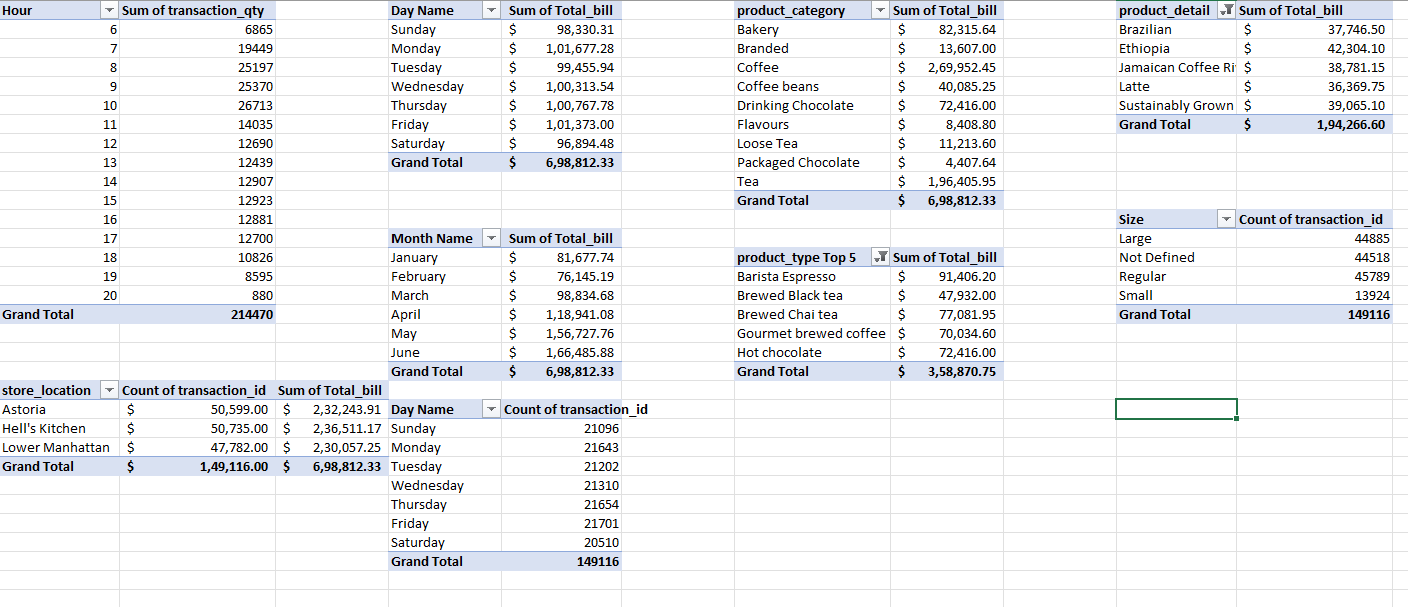 Hour Sum of transaction_qty
6 6865
7 19449
8 25197
9 25370
10 26713
11 14035
12 12690
13 12439
14 12907
15 12923
16 12881
17 12700
18 10826
19 8595
20 880
Grand Total 214470
store_location Count of transaction_id Sum of Total_bill
Astoria $ 50,599.00 $ 2,32,243.91
Hell's Kitchen $ 50,735.00 $ 2,36,511.17
Lower Manhattan $ 47,782.00 $ 2,30,057.25
Grand Total $ 1,49,116.00 $ 6,98,812.33
Day Name Sum of Total_bill
Sunday $ 98,330.31
Monday $ 1,01,677.28
Tuesday $ 99,455.94
Wednesday $ 1,00,313.54
Thursday $ 1,00,767.78
Friday $ 1,01,373.00
Saturday $ 96,894.48
Grand Total $ 6,98,812.33
Month Name Sum of Total_bill
January $ 81,677.74
February $ 76,145.19
March $ 98,834.68
April $ 1,18,941.08
May $ 1,56,727.76
June $ 1,66,485.88
Grand Total $ 6,98,812.33
Day Name Count of transaction_id
Sunday 21096
Monday 21643
Tuesday 21202
Wednesday 21310
Thursday 21654
Friday 21701
Saturday 20510
Grand Total 149116
product_category Sum of Total_bill
Bakery $ 82,315.64
Branded $ 13,607.00
Coffee $ 2,69,952.45
Coffee beans $ 40,085.25
Drinking Chocolate $ 72,416.00
Flavours $ 8,408.80
Loose Tea $ 11,213.60
Packaged Chocolate $ 4,407.64
Tea $ 1,96,405.95
Grand Total $ 6,98,812.33
product_type Top 5 Sum of Total_bill
Barista Espresso $ 91,406.20
Brewed Black tea $ 47,932.00
Brewed Chai tea $ 77,081.95
Gourmet brewed coffee $ 70,034.60
Hot chocolate $ 72,416.00
Grand Total $ 3,58,870.75
product_detail Sum of Total_bill
Brazilian $ 37,746.50
Ethiopia $ 42,304.10
Jamaican Coffee Ri $ 38,781.15
Latte $ 36,369.75
Sustainably Grown $ 39,065.10
Grand Total $ 1,94,266.60
Size Count of transaction_id
Large 44885
Not Defined 44518
Regular 45789
Small 13924
Grand Total 149116